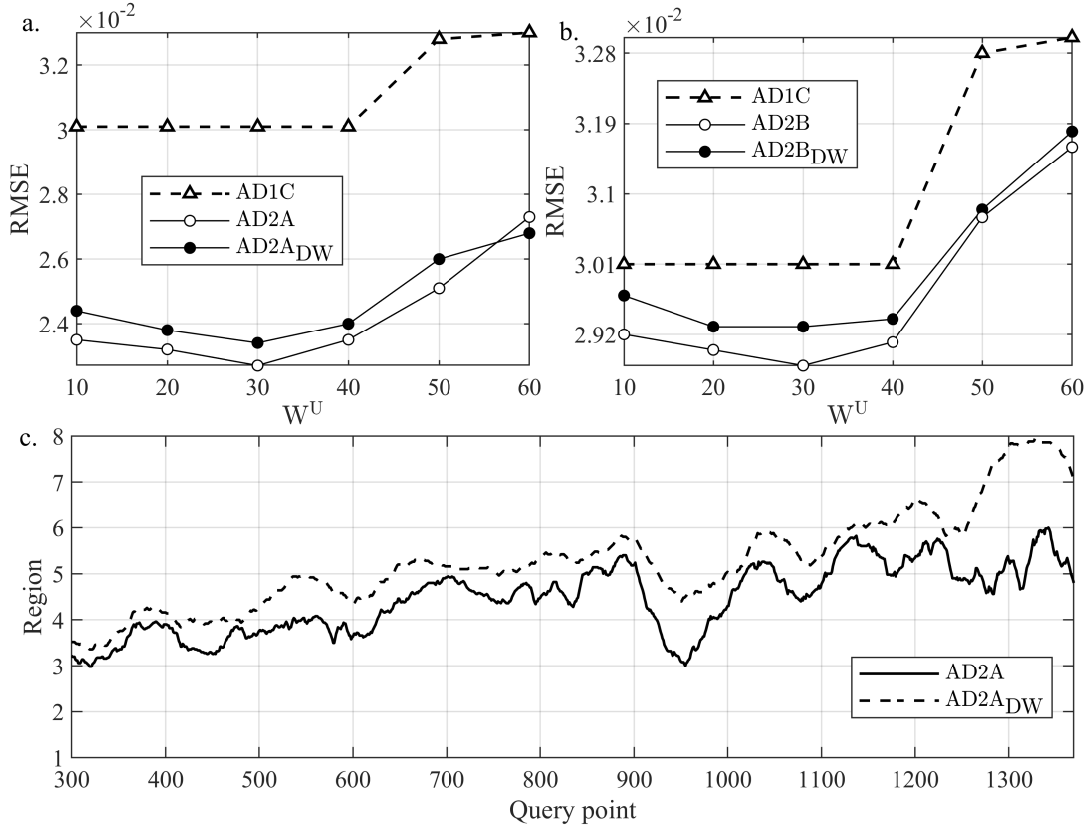 a.
×10⁻²
3.2
3
2.8
2.6
2.4
RMSE
AD1C
AD2A
AD2A_DW
10 20 30 40 50 60
W^U
b.
×10⁻²
3.28
3.19
3.1
3.01
2.92
RMSE
AD1C
AD2B
AD2B_DW
10 20 30 40 50 60
W^U
c.
8
7
6
5
4
3
2
1
Region
AD2A
AD2A_DW
300 400 500 600 700 800 900 1000 1100 1200 1300
Query point